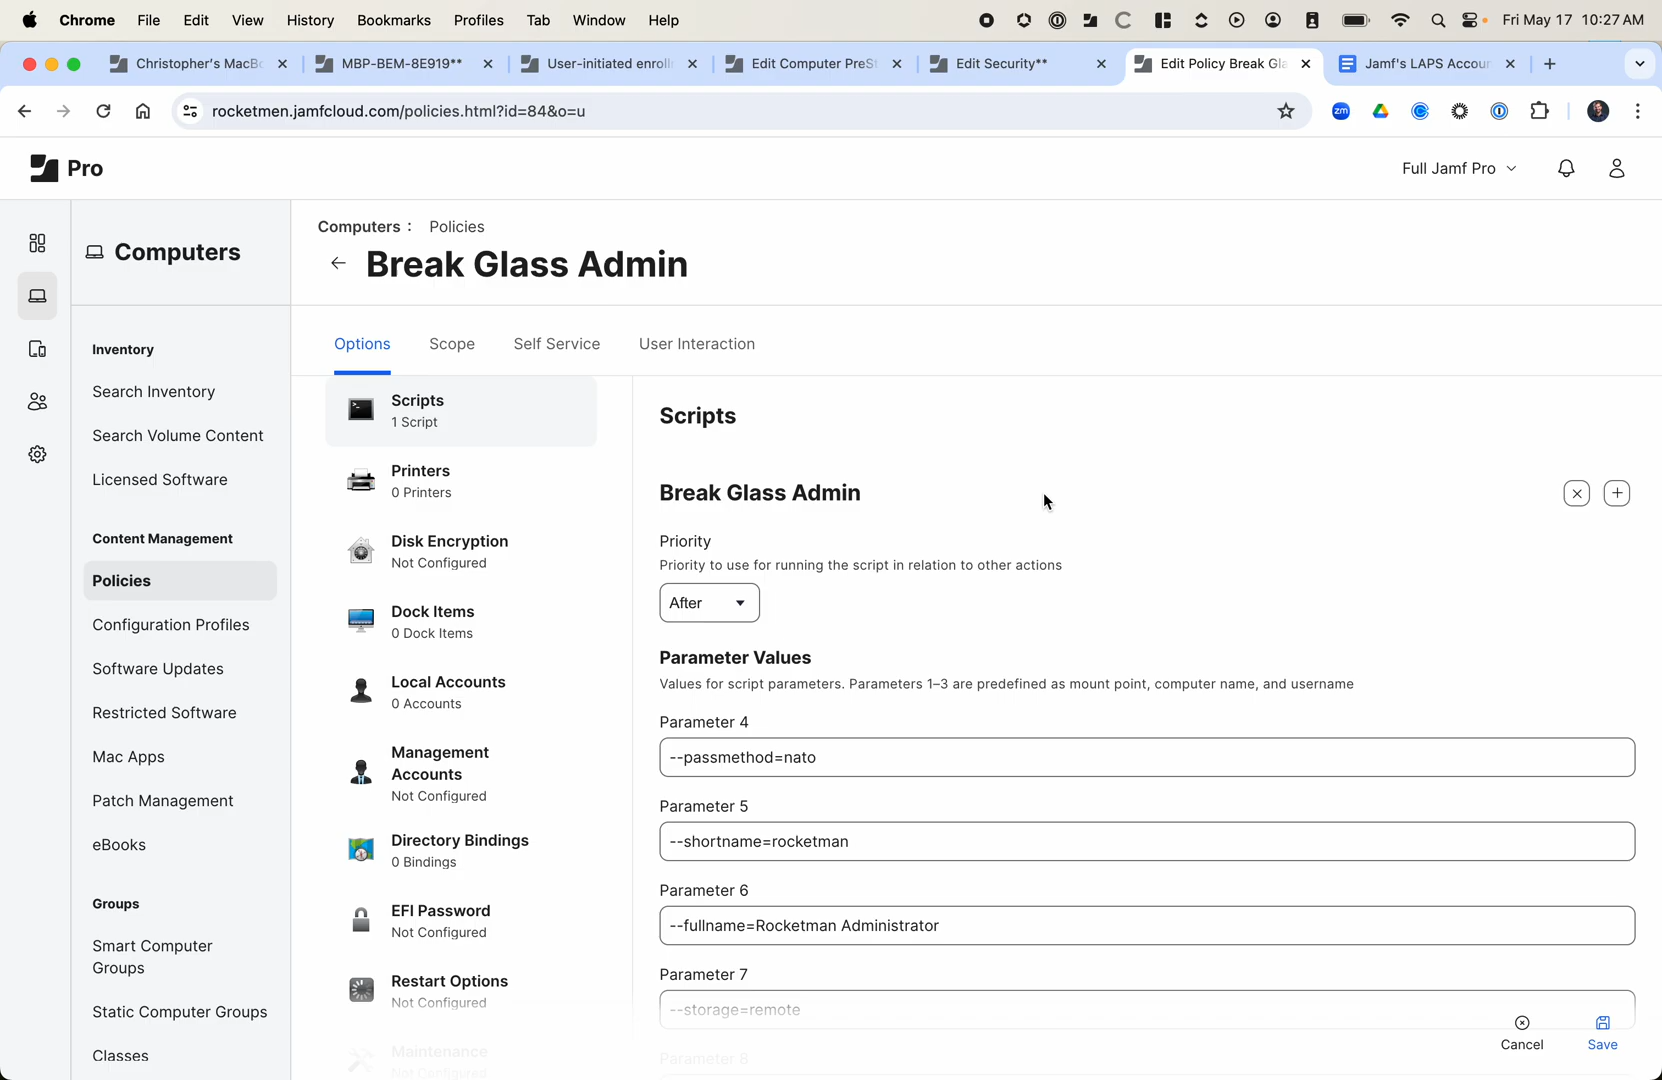 Chrome File Edit View History Bookmarks Profiles Tab Window Help Fri May 17 10:27 AM
Christopher's MacB MBP-BEM-8E919** User-initiated enroll Edit Computer PreSt Edit Security** Edit Policy Break Gla Jamf's LAPS Accou
rocketmen.jamfcloud.com/policies.html?id=84&o=u
zm
Pro
Full Jamf Pro
Computers
Inventory
Search Inventory
Search Volume Content
Licensed Software
Content Management
Policies
Configuration Profiles
Software Updates
Restricted Software
Mac Apps
Patch Management
eBooks
Groups
Smart Computer
Groups
Static Computer Groups
Classes
Computers : Policies
Break Glass Admin
Options Scope Self Service User Interaction
Scripts
1 Script
Printers
0 Printers
Disk Encryption
Not Configured
Dock Items
0 Dock Items
Local Accounts
0 Accounts
Management
Accounts
Not Configured
Directory Bindings
0 Bindings
EFI Password
Not Configured
Restart Options
Not Configured
Maintenance
Not Configured
Scripts
Break Glass Admin
Priority
Priority to use for running the script in relation to other actions
After
Parameter Values
Values for script parameters. Parameters 1–3 are predefined as mount point, computer name, and username
Parameter 4
--passmethod=nato
Parameter 5
--shortname=rocketman
Parameter 6
--fullname=Rocketman Administrator
Parameter 7
--storage=remote
Parameter 8
Cancel
Save